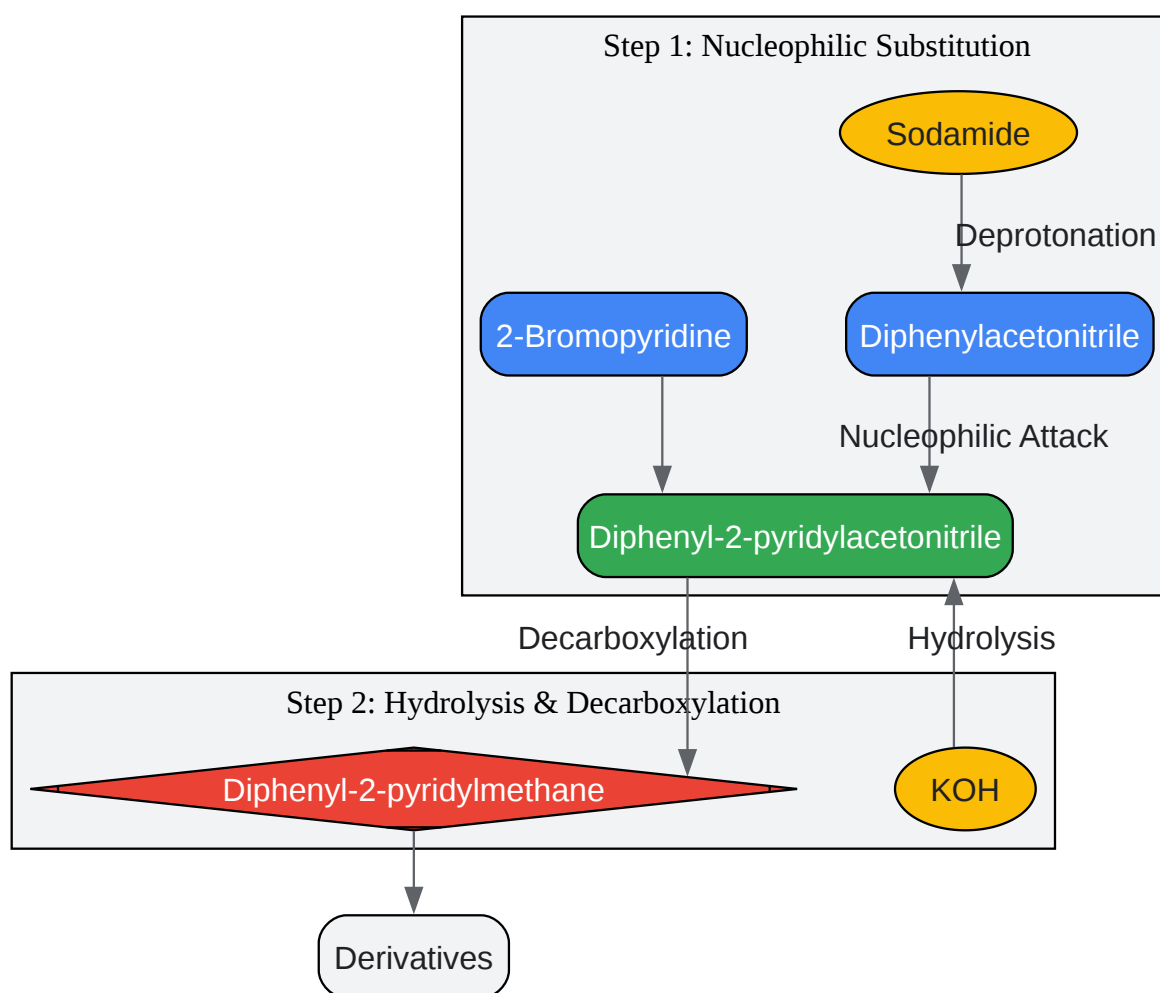 Step 1: Nucleophilic Substitution
Sodamide
Deprotonation
2-Bromopyridine
Diphenylacetonitrile
Nucleophilic Attack
Diphenyl-2-pyridylacetonitrile
Decarboxylation
Hydrolysis
Step 2: Hydrolysis & Decarboxylation
Diphenyl-2-pyridylmethane
KOH
Derivatives